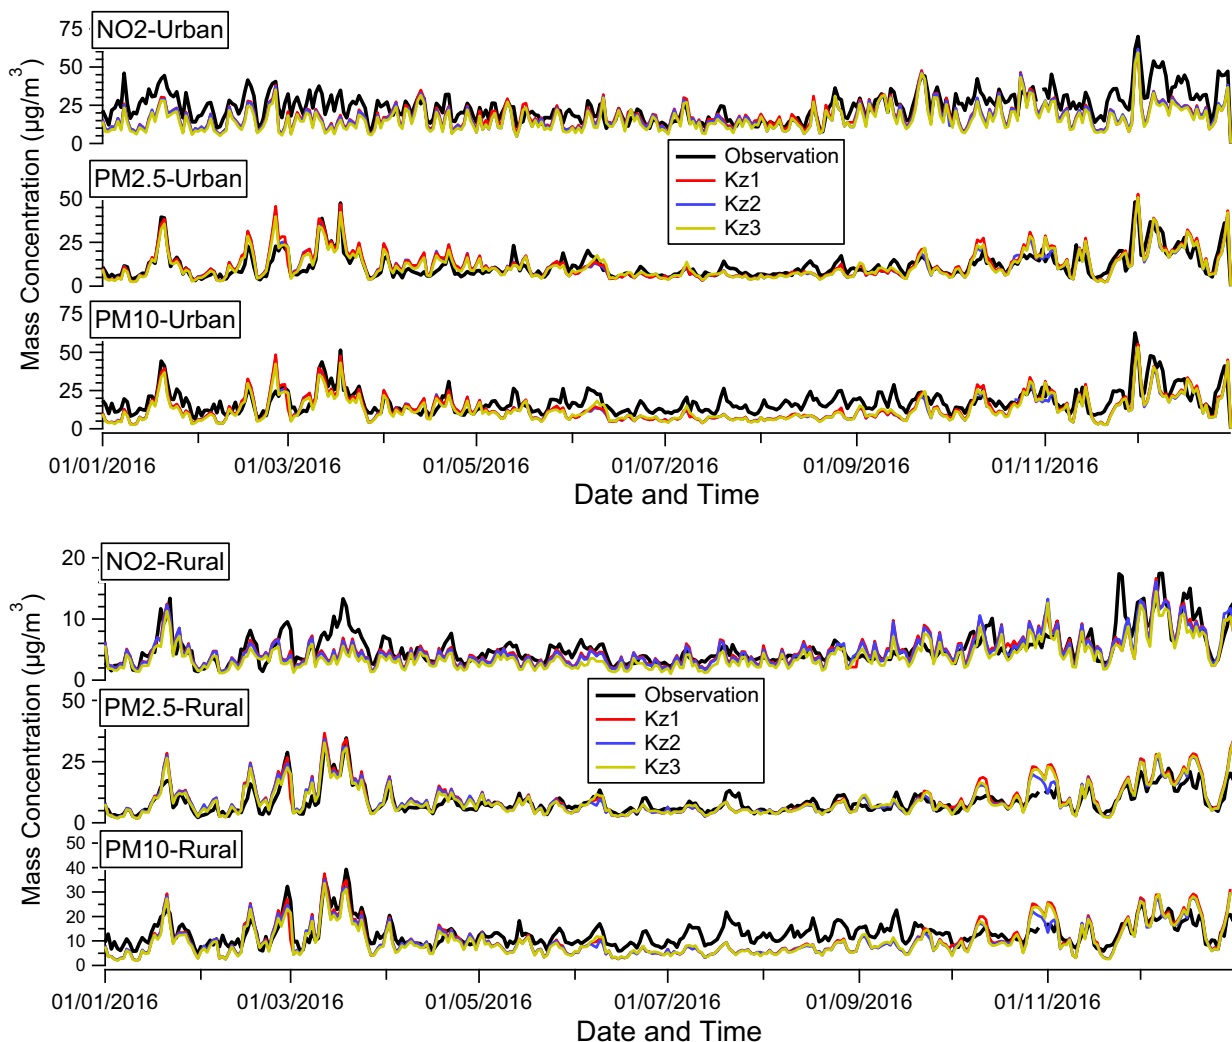 NO2-Urban
75
50
25
0
Observation
Kz1
Kz2
Kz3
PM2.5-Urban
50
25
0
PM10-Urban
75
50
25
0
Mass Concentration (µg/m³)
01/01/2016 01/03/2016 01/05/2016 01/07/2016 01/09/2016 01/11/2016
Date and Time
NO2-Rural
20
10
0
Observation
Kz1
Kz2
Kz3
PM2.5-Rural
50
25
0
PM10-Rural
50
40
30
20
10
0
Mass Concentration (µg/m³)
01/01/2016 01/03/2016 01/05/2016 01/07/2016 01/09/2016 01/11/2016
Date and Time